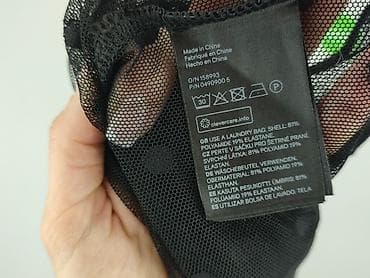 Made in China
Fabriqué en Chine
Hecho en China
O/N 158993
P/N 0490900 5
30
P
clevercare.info
GB USE A LAUNDRY BAG. SHELL: 81%
POLYAMIDE 19% ELASTANE.
CZ PERTE V SÁČKU PRO ŠETRNÉ PRANÍ.
SVRCHNÍ LÁTKA: 81% POLYAMID 19%
ELASTAN.
DE WÄSCHEBEUTEL VERWENDEN.
OBERMATERIAL: 81% POLYAMID 19%
ELASTHAN.
EE KASUTA PESUKOTTI ÜMBRIS: 81%
POLÜAMIID 19% ELASTAAN
ES UTILIZAR BOLSA DE LAVADO. TELA